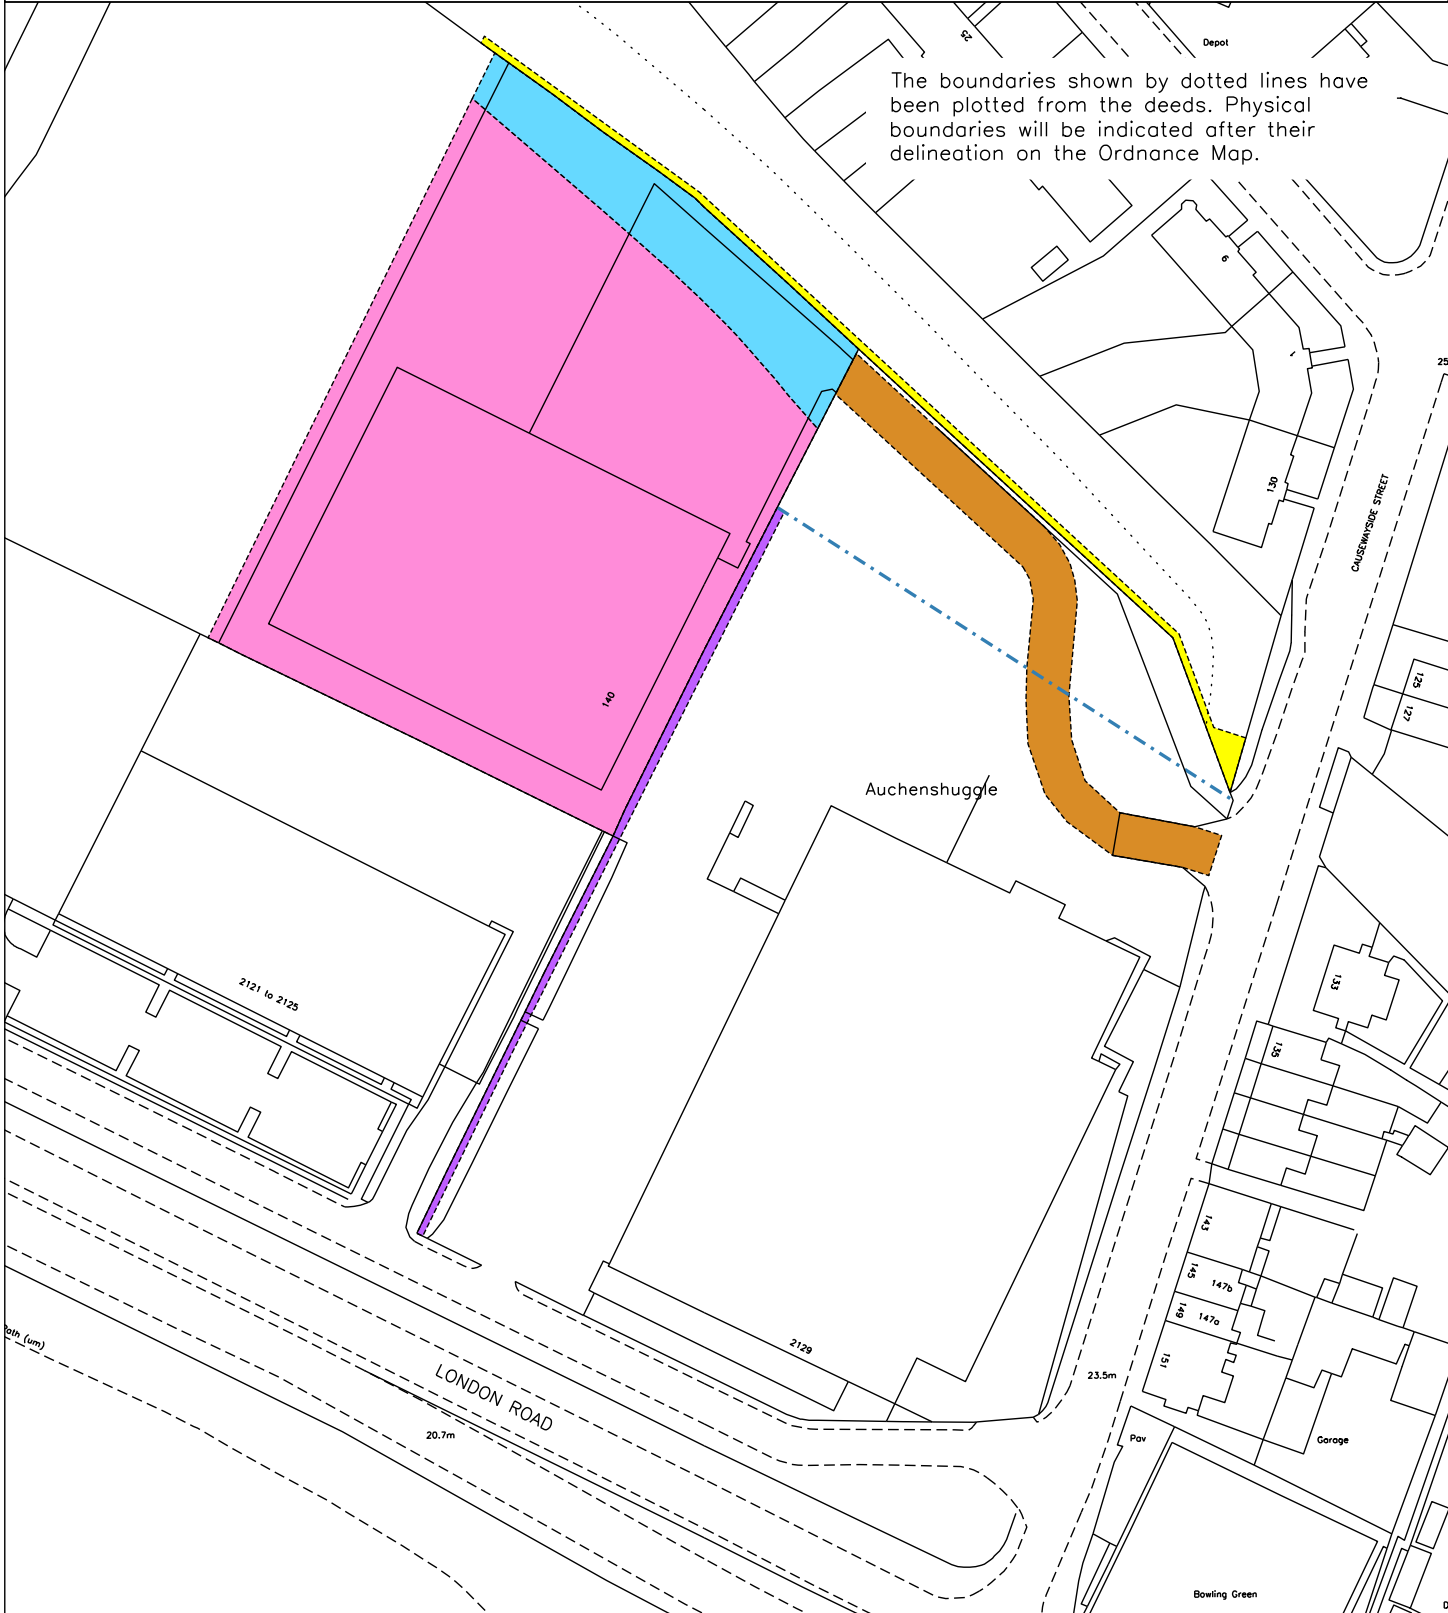 Depot
25
The boundaries shown by dotted lines have
been plotted from the deeds. Physical
boundaries will be indicated after their
delineation on the Ordnance Map.
6
1
25
130
CAUSEWAYSIDE STREET
125
127
140
Auchenshuggle
2121 to 2125
133
135
143
145
147b
149
147a
151
2129
23.5m
Path (um)
LONDON ROAD
20.7m
Pav
Garage
Bowling Green